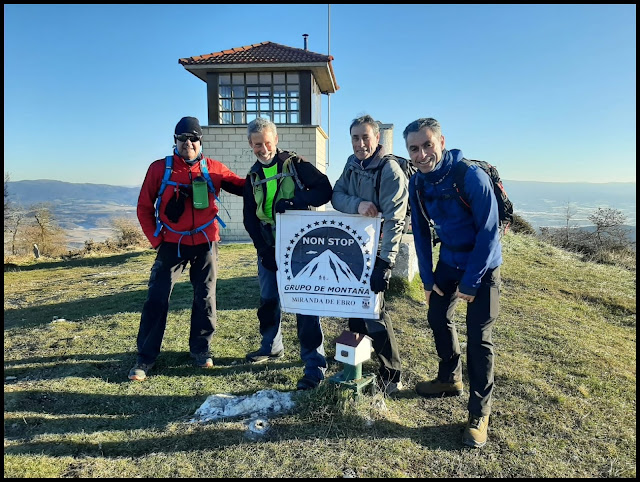 NON STOP
GRUPO DE MONTAÑA
MIRANDA DE EBRO